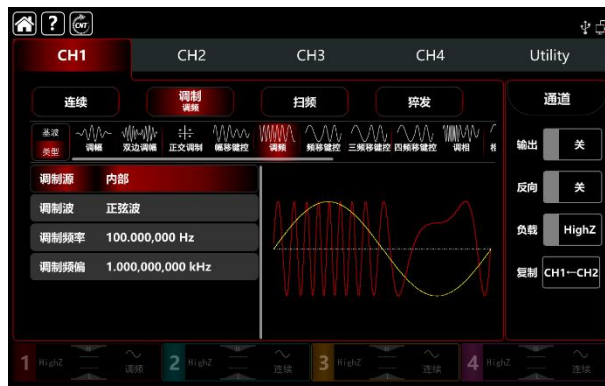 CNT
CH1 CH2 CH3 CH4 Utility
连续 调制 调频 扫频 猝发 通道
基波 类型 调幅 双边调幅 正交调制 幅移键控 调频 频移键控 三频移键控 四频移键控 调相
调制源 内部
调制波 正弦波
调制频率 100.000,000 Hz
调制频偏 1.000,000,000 kHz
输出 关
反向 关
负载 HighZ
复制 CH1←CH2
1 HighZ 调频 2 HighZ 连续 3 HighZ 连续 4 HighZ 连续